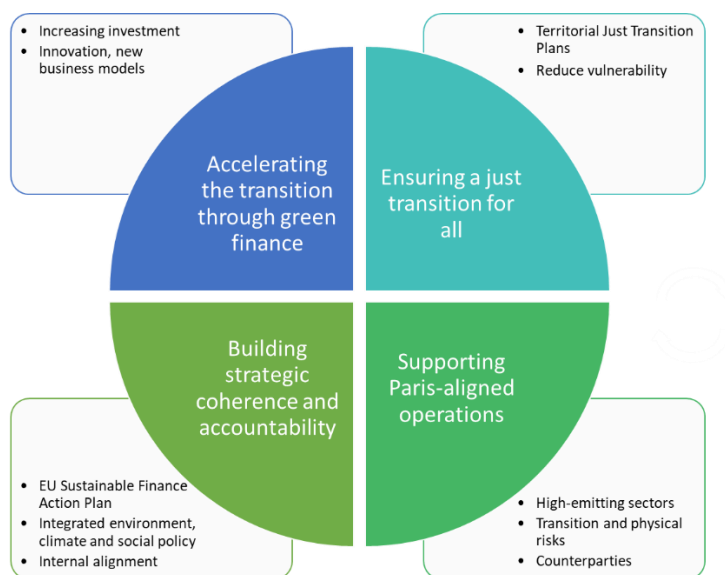 • Increasing investment
• Innovation, new
business models
• Territorial Just Transition
Plans
• Reduce vulnerability
Accelerating
the transition
through green
finance
Ensuring a just
transition for
all
Building
strategic
coherence and
accountability
Supporting
Paris-aligned
operations
• EU Sustainable Finance
Action Plan
• Integrated environment,
climate and social policy
• Internal alignment
• High-emitting sectors
• Transition and physical
risks
• Counterparties